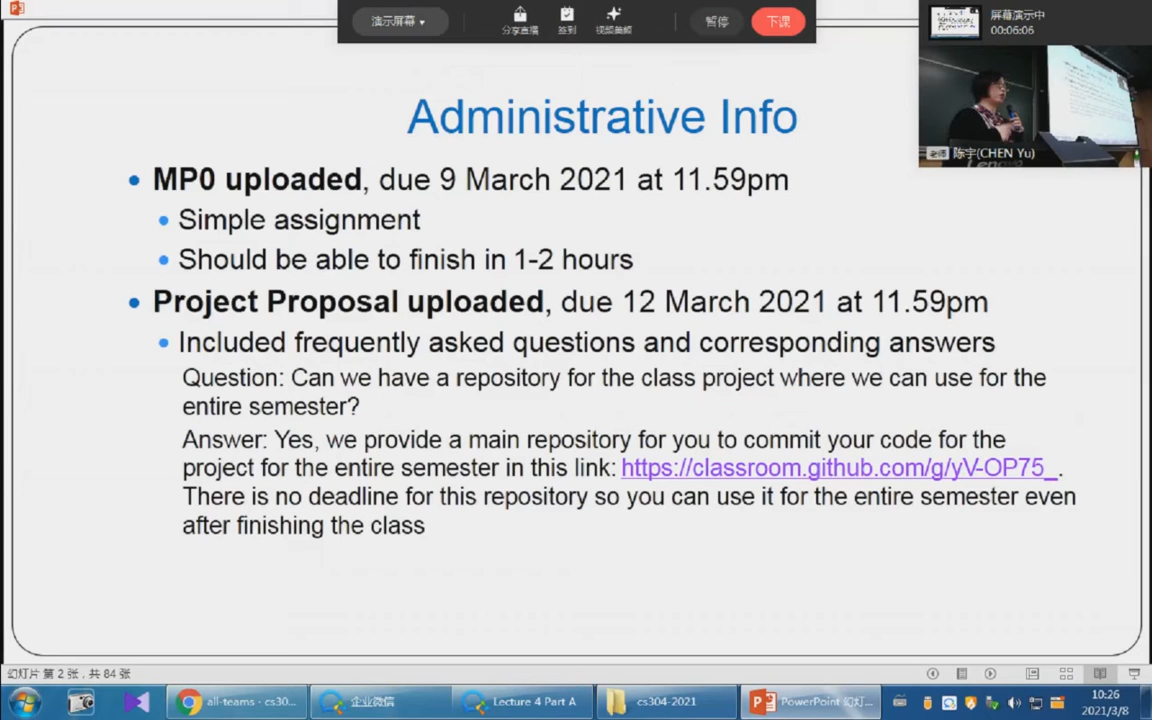 演示屏幕
分享直播
签到
视频美颜
暂停
下课
屏幕演示中
00:06:06
老师 陈宇(CHEN Yu)
Administrative Info
• MP0 uploaded, due 9 March 2021 at 11.59pm
• Simple assignment
• Should be able to finish in 1-2 hours
• Project Proposal uploaded, due 12 March 2021 at 11.59pm
• Included frequently asked questions and corresponding answers
Question: Can we have a repository for the class project where we can use for the
entire semester?
Answer: Yes, we provide a main repository for you to commit your code for the
project for the entire semester in this link: https://classroom.github.com/g/yV-OP75_.
There is no deadline for this repository so you can use it for the entire semester even
after finishing the class
幻灯片 第 2 张，共 84 张
all-teams - cs30...
企业微信
Lecture 4 Part A
cs304-2021
PowerPoint 幻灯...
10:26
2021/3/8